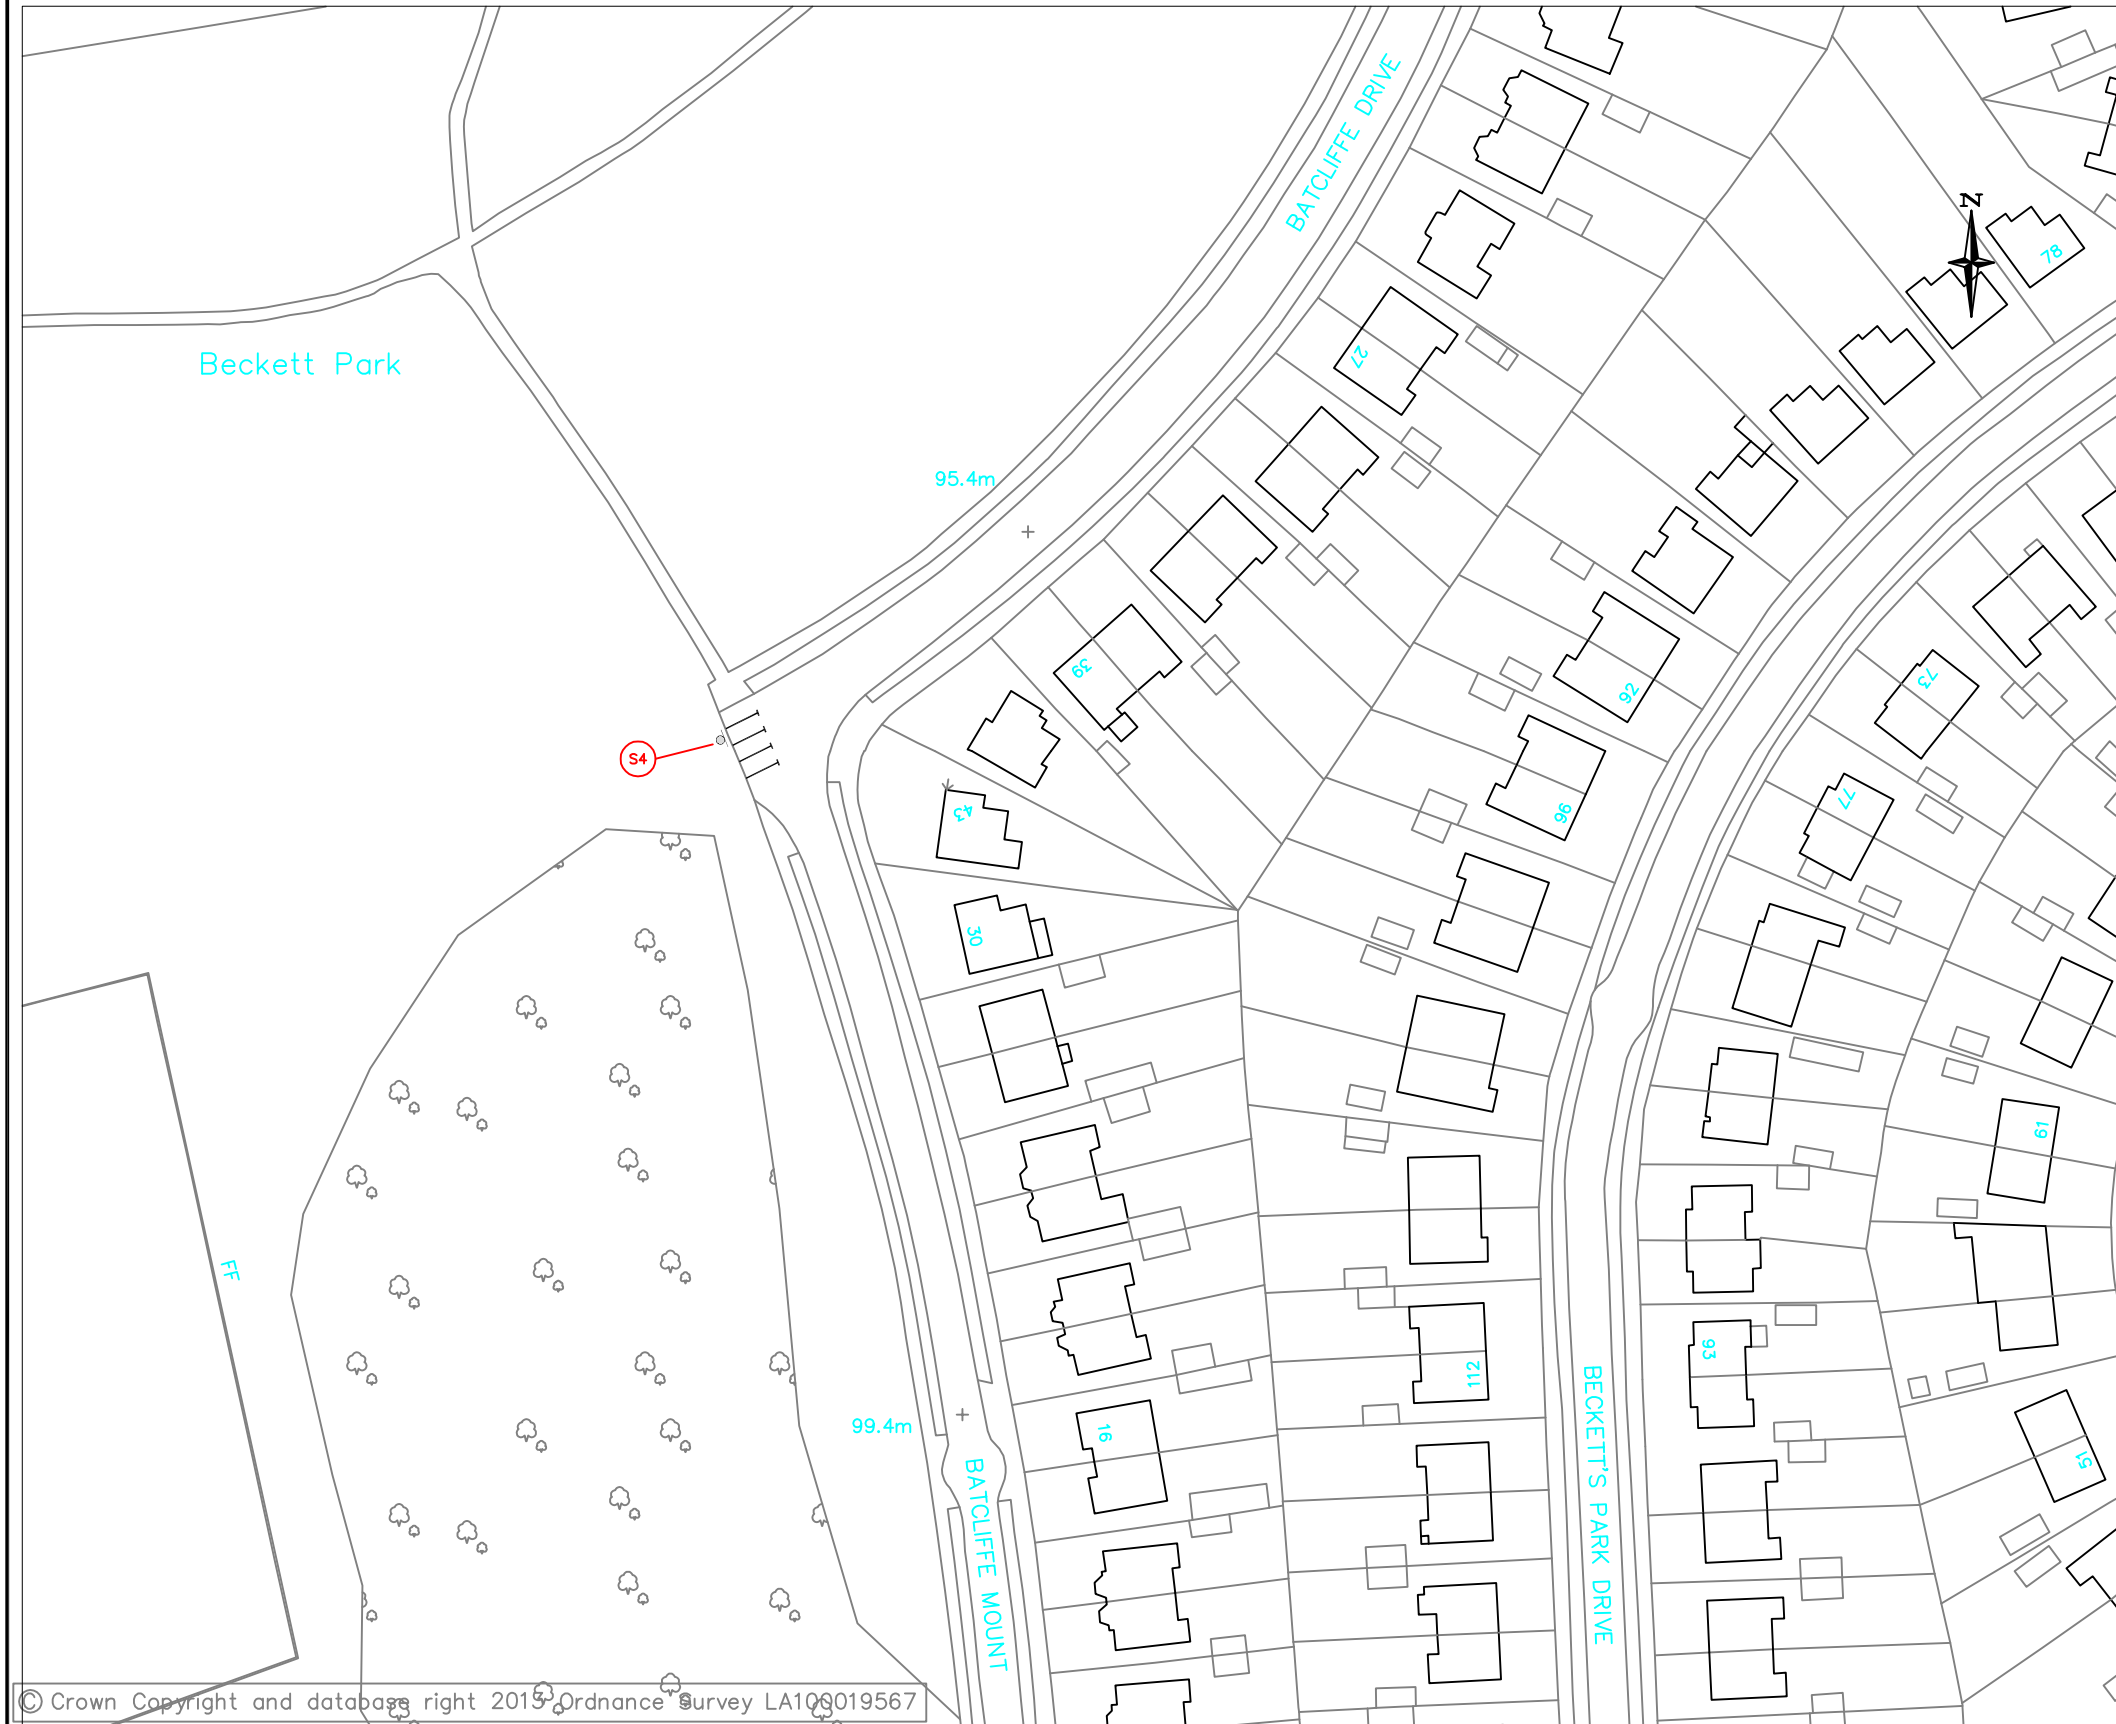 BATCLIFFE DRIVE
N
78
Beckett Park
27
95.4m
39
92
73
S4
43
96
77
30
61
FF
93
112
16
99.4m
51
BATCLIFFE MOUNT
BECKETT'S PARK DRIVE
© Crown Copyright and database right 2015 Ordnance Survey LA100019567